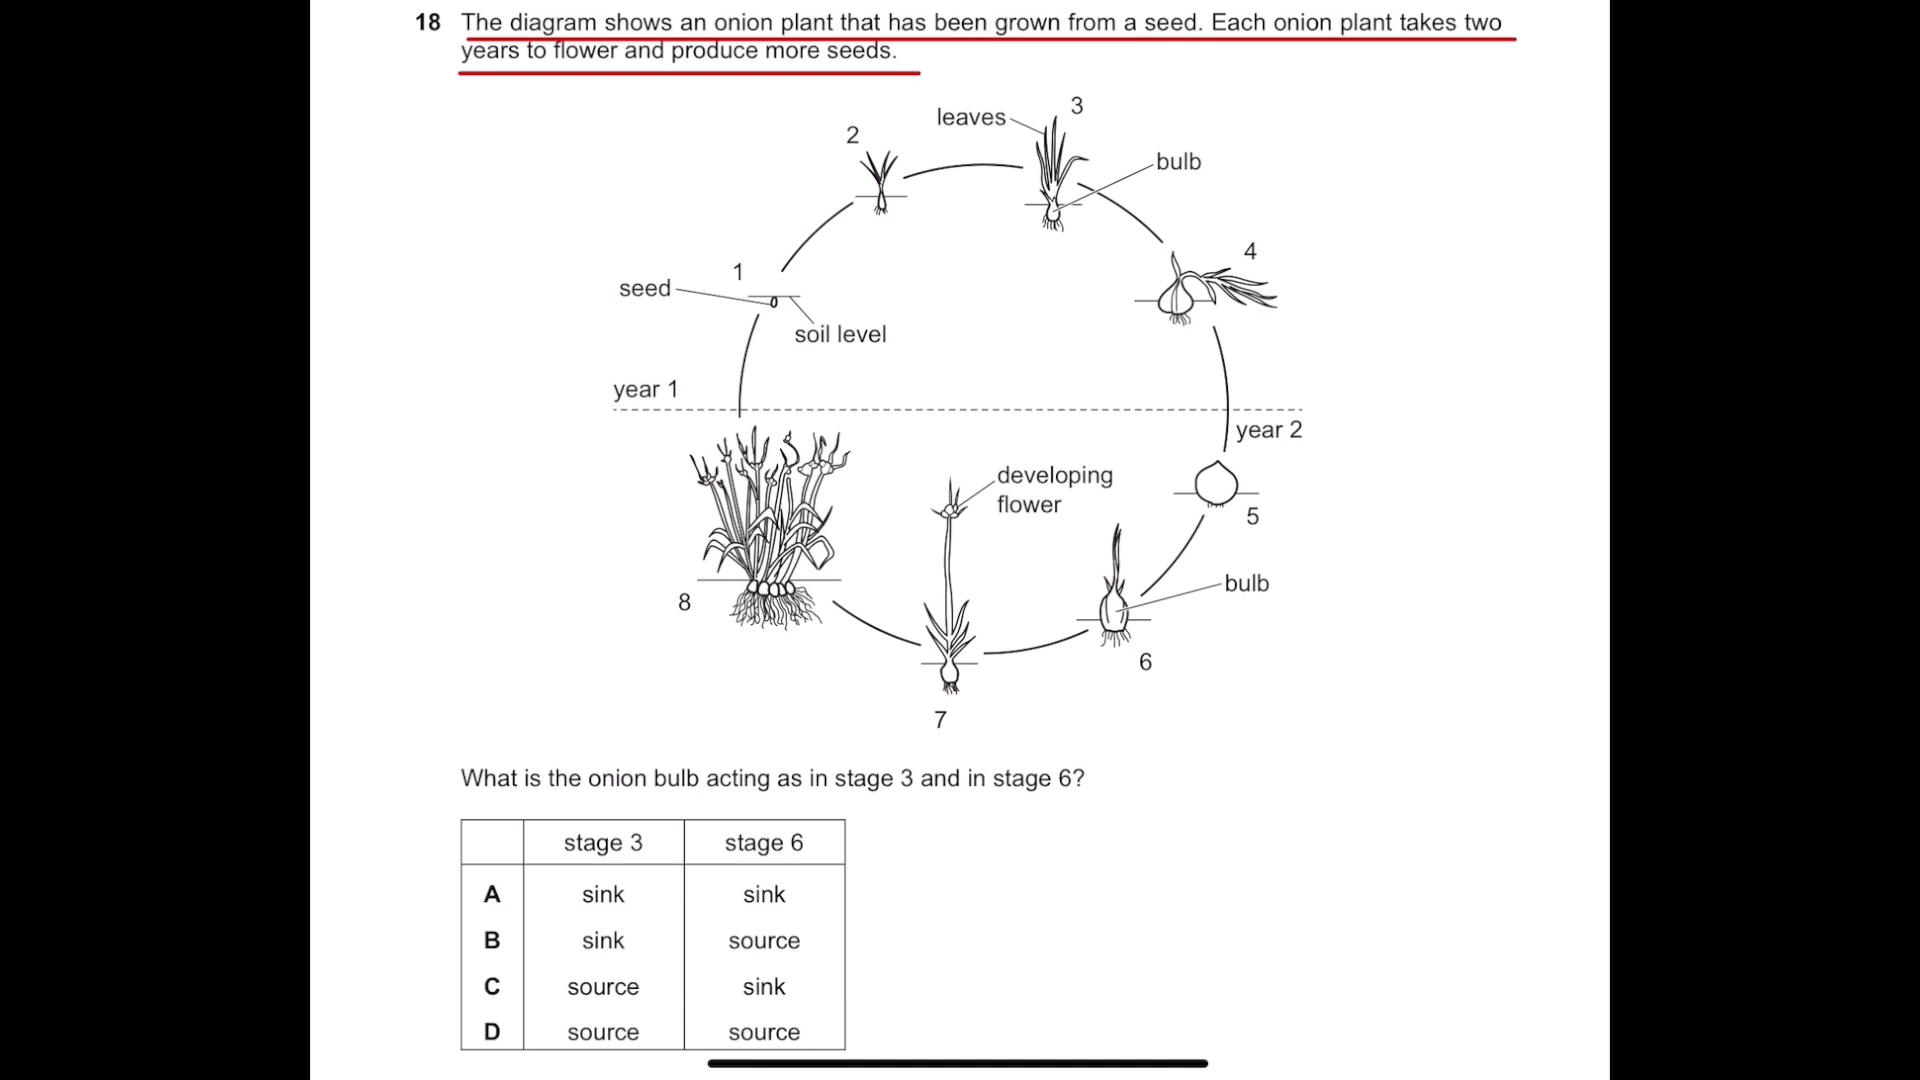 18 The diagram shows an onion plant that has been grown from a seed. Each onion plant takes two
years to flower and produce more seeds.
3
leaves
2
bulb
4
1
seed
soil level
year 1
year 2
developing
flower
5
bulb
8
6
7
What is the onion bulb acting as in stage 3 and in stage 6?
stage 3 stage 6
A sink sink
B sink source
C source sink
D source source